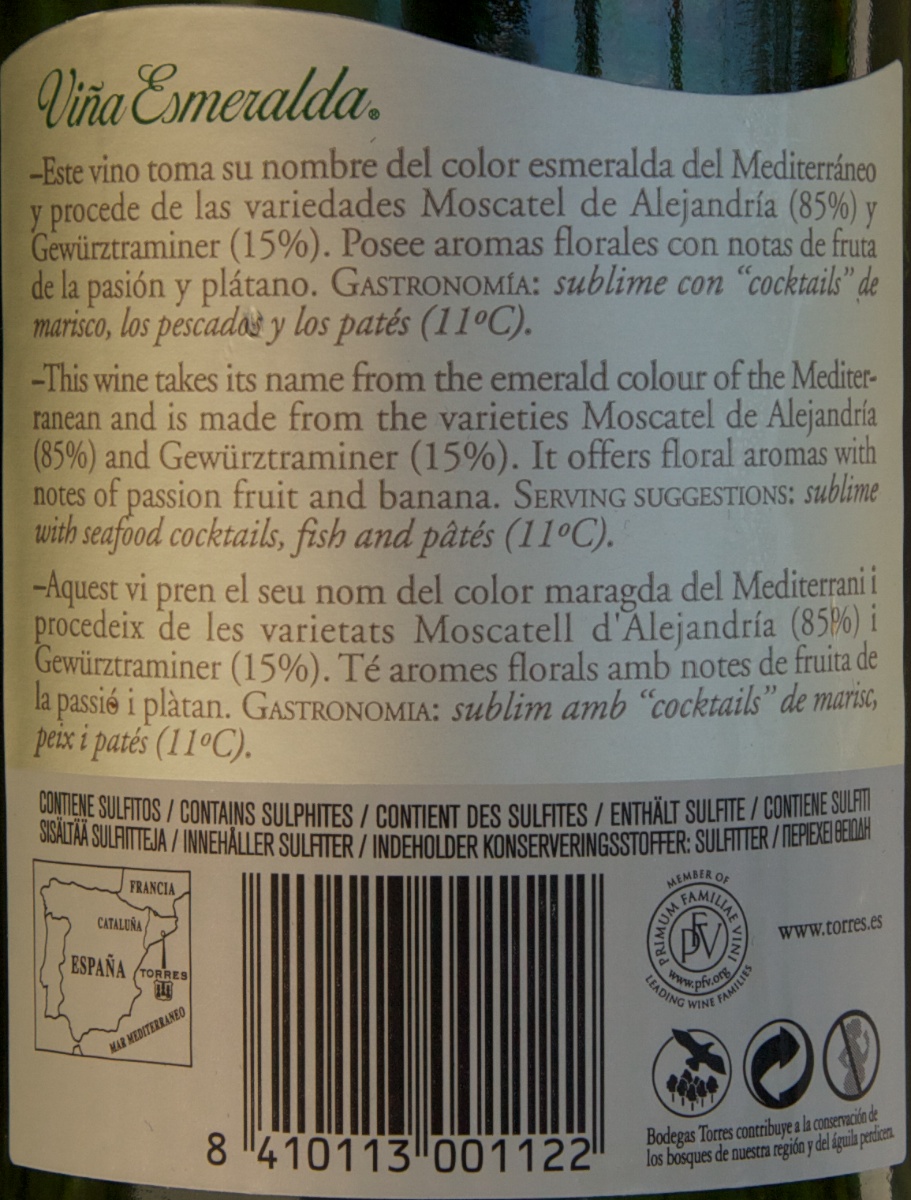 Viña Esmeralda®
–Este vino toma su nombre del color esmeralda del Mediterráneo
y procede de las variedades Moscatel de Alejandría (85%) y
Gewürztraminer (15%). Posee aromas florales con notas de fruta
de la pasión y plátano. GASTRONOMÍA: sublime con “cocktails” de
marisco, los pescados y los patés (11ºC).
–This wine takes its name from the emerald colour of the Mediter-
ranean and is made from the varieties Moscatel de Alejandría
(85%) and Gewürztraminer (15%). It offers floral aromas with
notes of passion fruit and banana. SERVING SUGGESTIONS: sublime
with seafood cocktails, fish and pâtés (11ºC).
–Aquest vi pren el seu nom del color maragda del Mediterrani i
procedeix de les varietats Moscatell d'Alejandría (85%) i
Gewürztraminer (15%). Té aromes florals amb notes de fruita de
la passió i plàtan. GASTRONOMIA: sublim amb “cocktails” de marisc,
peix i patés (11ºC).
CONTIENE SULFITOS / CONTAINS SULPHITES / CONTIENT DES SULFITES / ENTHÄLT SULFITE / CONTIENE SULFITI
SISÄLTÄÄ SULFIITTEJA / INNEHÅLLER SULFITER / INDEHOLDER KONSERVERINGSSTOFFER: SULFITTER / ΠΕΡΙΕΧΕΙ ΘΕΙΩΔΗ
FRANCIA
CATALUÑA
ESPAÑA
TORRES
MAR MEDITERRANEO
8 410113 001122
MEMBER OF
PRIMUM FAMILIAE VINI
PFV
www.pfv.org
LEADING WINE FAMILIES
www.torres.es
Bodegas Torres contribuye a la conservación de
los bosques de nuestra región y del águila perdicera.